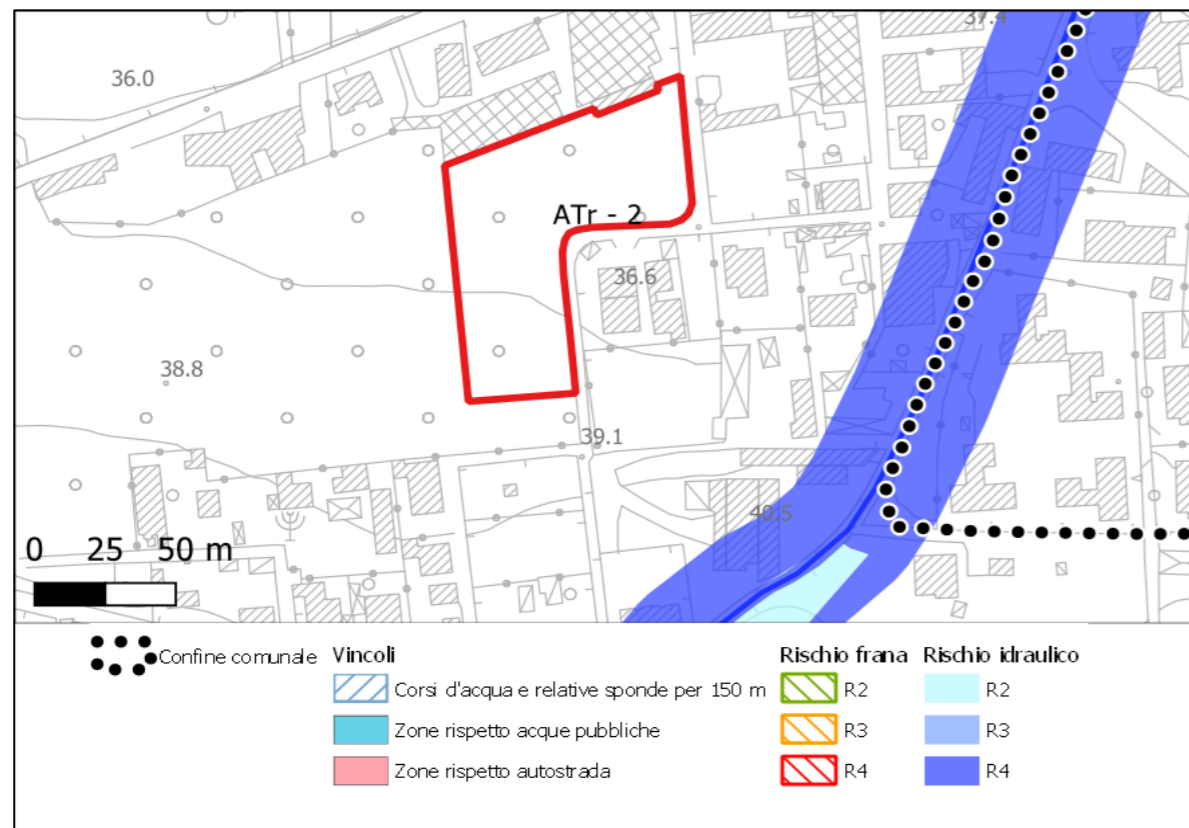 37.4
36.0
ATr - 2
36.6
38.8
39.1
40.5
0 25 50 m
Confine comunale
Vincoli
Corsi d'acqua e relative sponde per 150 m
Zone rispetto acque pubbliche
Zone rispetto autostrada
Rischio frana
R2
R3
R4
Rischio idraulico
R2
R3
R4